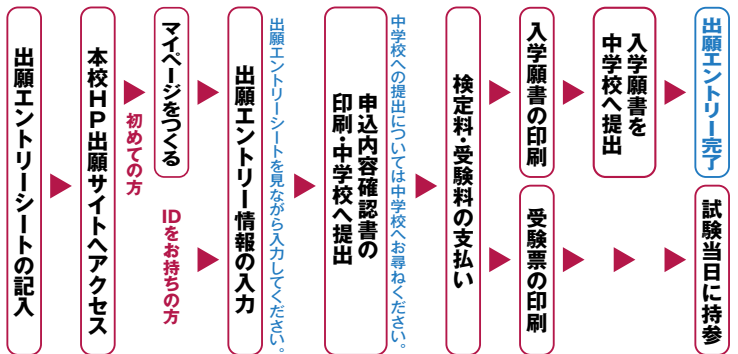 出願エントリーシートの記入
本校HP出願サイトへアクセス
初めての方
マイページをつくる
IDをお持ちの方
出願エントリー情報の入力
出願エントリーシートを見ながら入力してください。
申込内容確認書の
印刷・中学校へ提出
中学校への提出については中学校へお尋ねください。
検定料・受験料の支払い
入学願書の印刷
入学願書を
中学校へ提出
出願エントリー完了
受験票の印刷
試験当日に持参